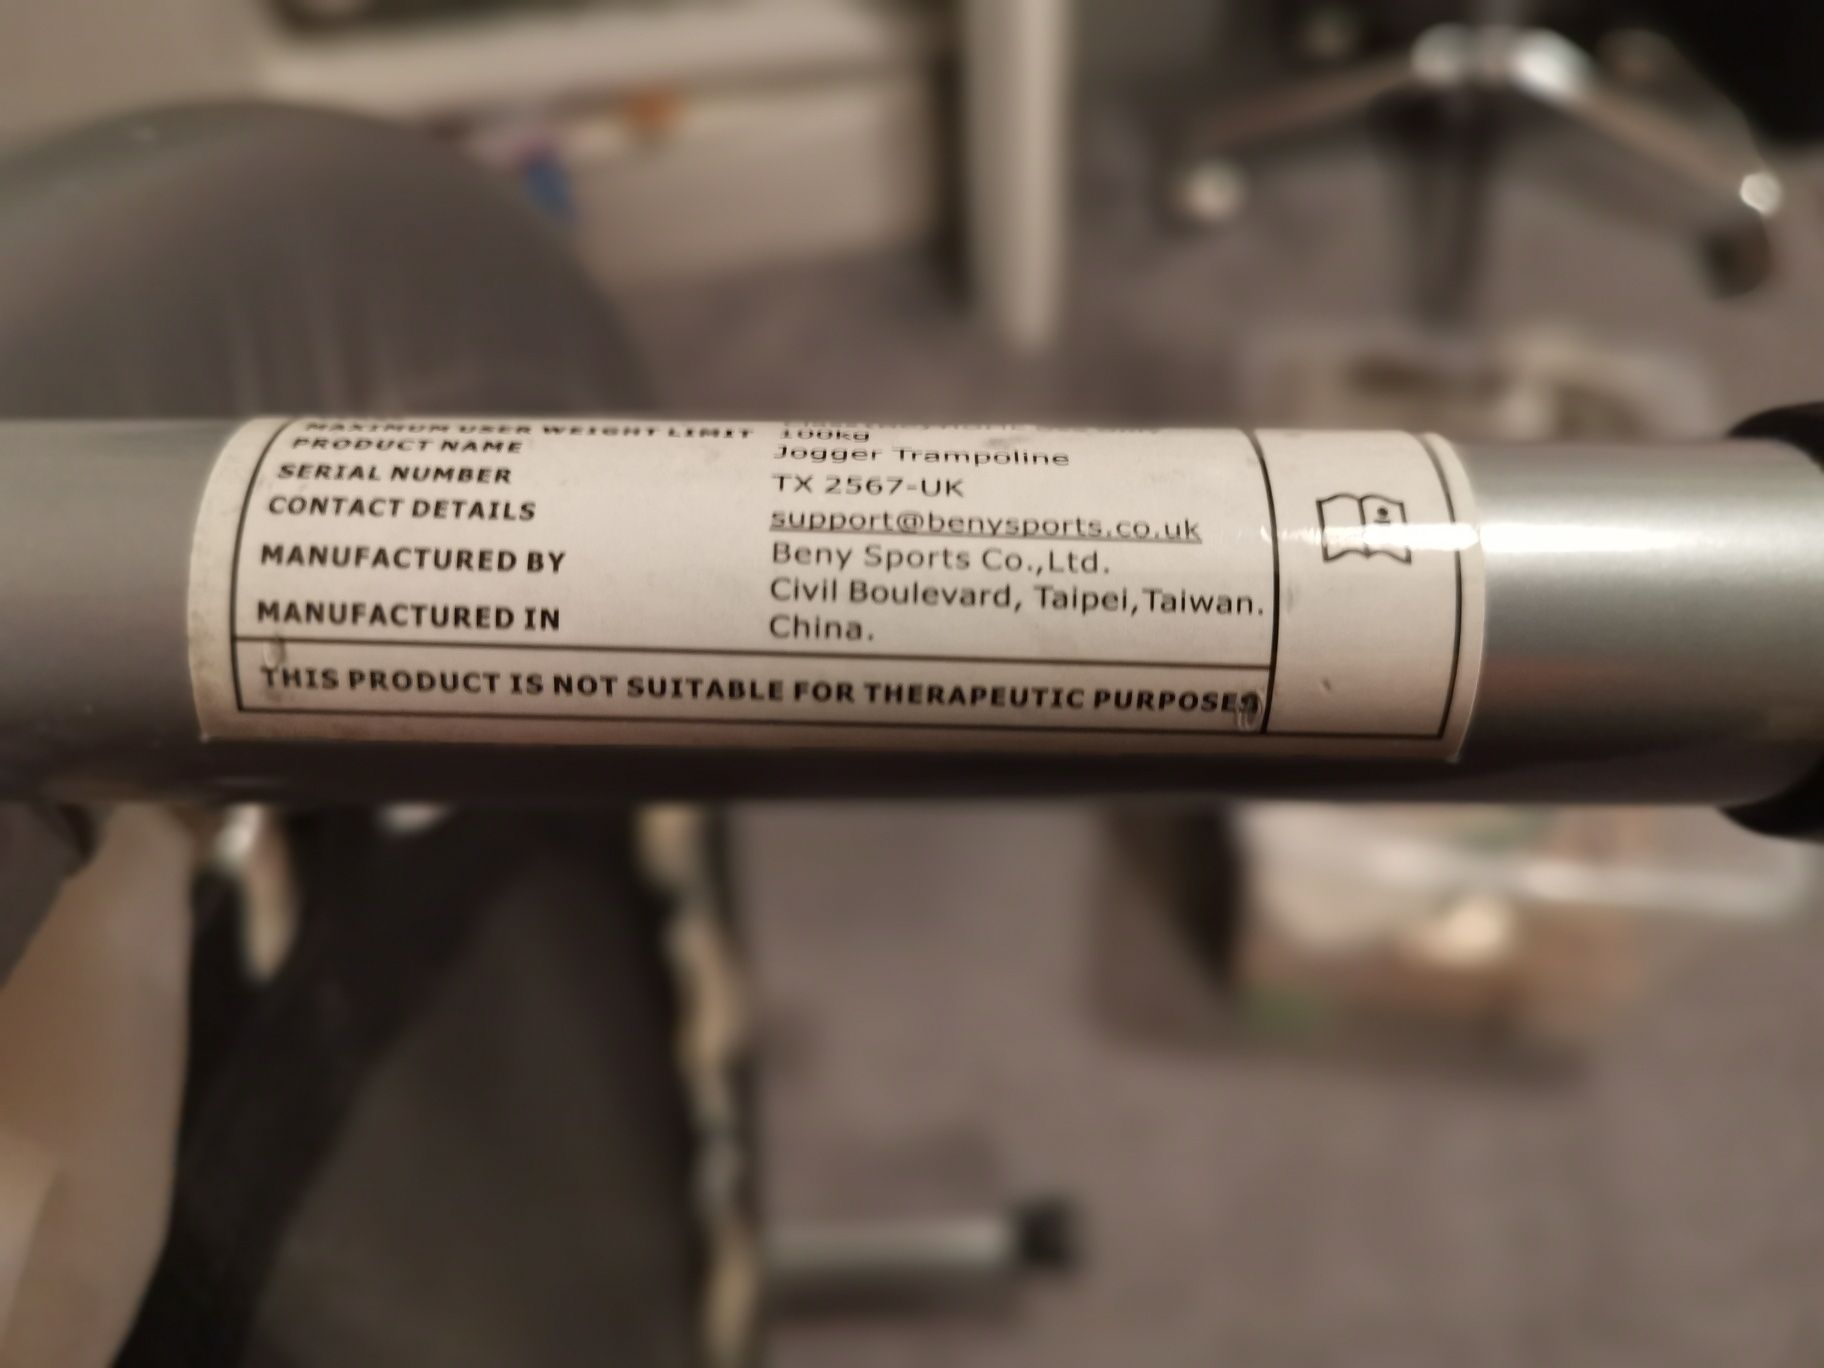 MAXIMUM USER WEIGHT LIMIT 100kg
PRODUCT NAME Jogger Trampoline
SERIAL NUMBER TX 2567-UK
CONTACT DETAILS support@benysports.co.uk
MANUFACTURED BY Beny Sports Co.,Ltd.
Civil Boulevard, Taipei,Taiwan.
MANUFACTURED IN China.
THIS PRODUCT IS NOT SUITABLE FOR THERAPEUTIC PURPOSES